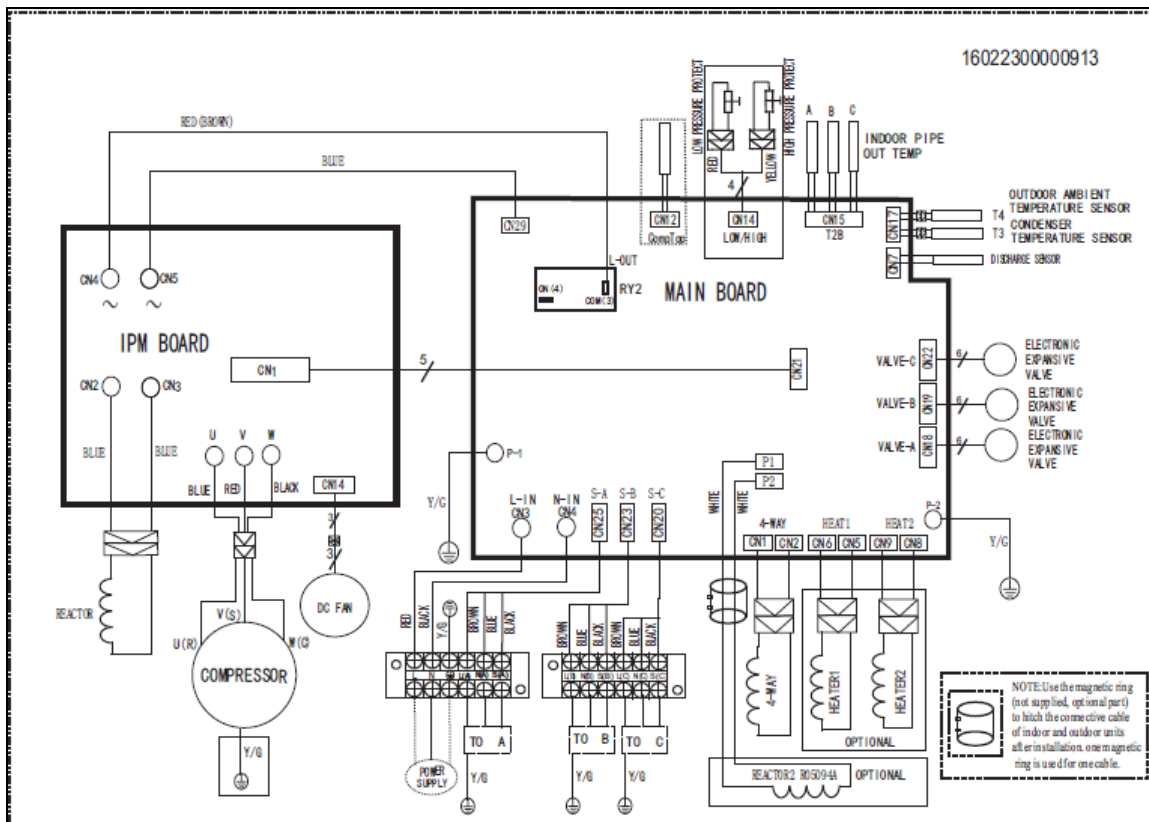 16022300000913
LOW PRESSURE PROTECT
HIGH PRESSURE PROTECT
RED
YELLOW
4
A B C
INDOOR PIPE
OUT TEMP
RED(BROWN)
BLUE
CN29
CN12
CN14
LOW/HIGH
CN15
T2B
CN17
T4
OUTDOOR AMBIENT
TEMPERATURE SENSOR
T3
CONDENSER
TEMPERATURE SENSOR
CN7
DISCHARGE SENSOR
CN4
CN5
IPM BOARD
CN2
CN3
CN1
5
CN21
L-OUT
ON(4)
COM(3)
RY2
MAIN BOARD
VALVE-C
CN22
6
ELECTRONIC
EXPANSIVE
VALVE
VALVE-B
CN19
6
ELECTRONIC
EXPANSIVE
VALVE
VALVE-A
CN18
6
ELECTRONIC
EXPANSIVE
VALVE
BLUE
BLUE
U V W
BLUE
RED
BLACK
CN14
3
3
DC FAN
REACTOR
V(S)
U(R)
COMPRESSOR
Y/G
P-1
Y/G
L-IN
CN3
N-IN
CN4
S-A
CN25
S-B
CN23
S-C
CN20
P1
P2
WHITE
WHITE
4-WAY
CN1
CN2
HEAT1
CN6
CN5
HEAT2
CN9
CN8
P-2
Y/G
RED
BLACK
Y/G
BROWN
BLUE
BLACK
BROWN
BLUE
BLACK
BROWN
BLUE
BLACK
N
L(A)
N(A)
S(A)
L(B)
N(B)
S(B)
L(C)
N(C)
S(C)
TO A
TO B
TO C
POWER
SUPPLY
Y/G
Y/G
Y/G
4-WAY
HEATER1
HEATER2
OPTIONAL
REACTOR2 R05094A
OPTIONAL
NOTE:Use the magnetic ring
(not supplied, optional part)
to hitch the connective cable
of indoor and outdoor units
after installation. one magnetic
ring is used for one cable.